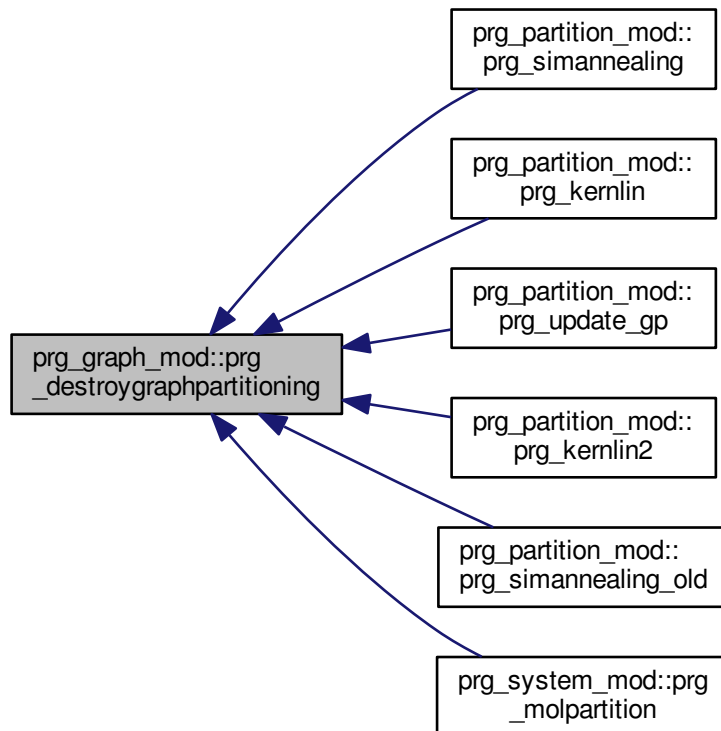 prg_partition_mod::
prg_simannealing
prg_partition_mod::
prg_kernlin
prg_partition_mod::
prg_update_gp
prg_graph_mod::prg
_destroygraphpartitioning
prg_partition_mod::
prg_kernlin2
prg_partition_mod::
prg_simannealing_old
prg_system_mod::prg
_molpartition